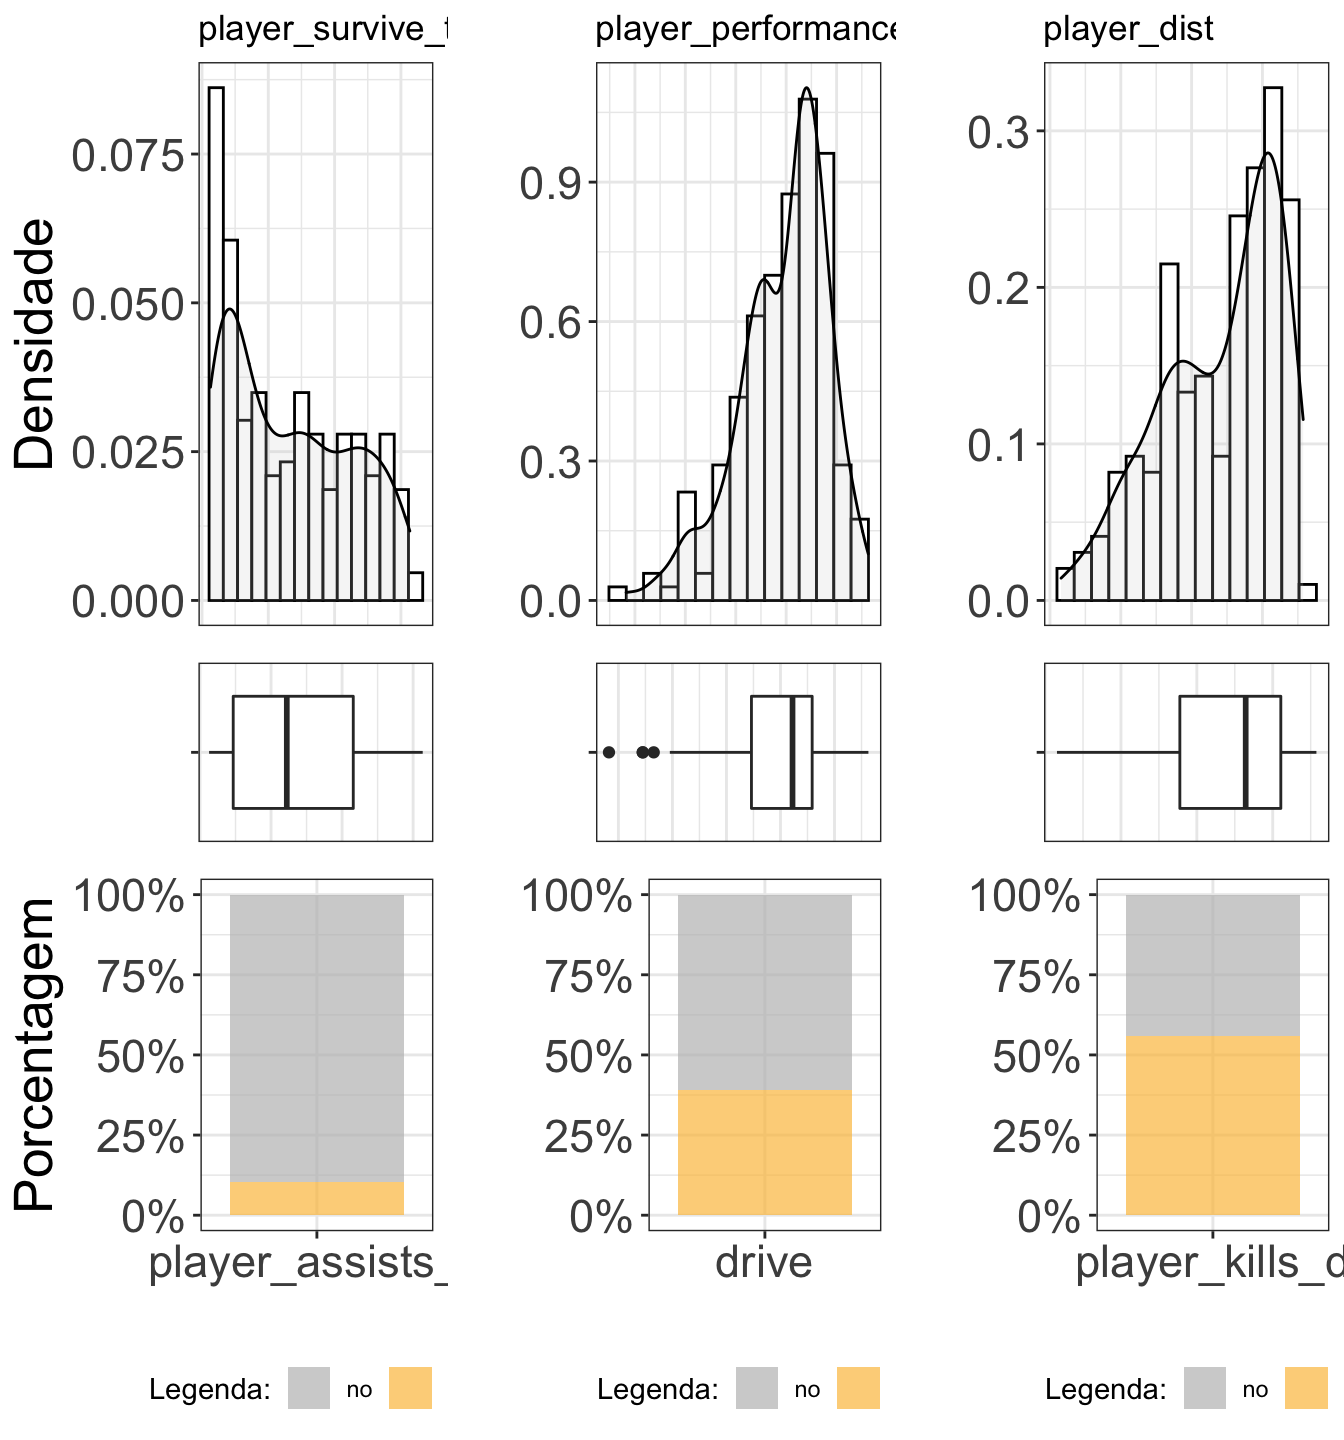 player_survive_t
player_performance
player_dist
Densidade
0.075
0.050
0.025
0.000
0.9
0.6
0.3
0.0
0.3
0.2
0.1
0.0
Porcentagem
100%
75%
50%
25%
0%
player_assists_
100%
75%
50%
25%
0%
drive
100%
75%
50%
25%
0%
player_kills_d
Legenda: no
Legenda: no
Legenda: no